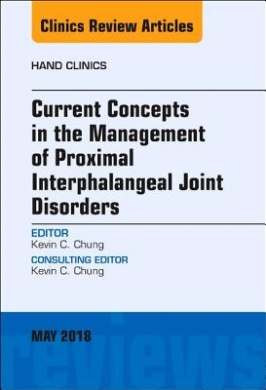 Clinics Review Articles
HAND CLINICS
Current Concepts
in the Management
of Proximal
Interphalangeal Joint
Disorders
EDITOR
Kevin C. Chung
CONSULTING EDITOR
Kevin C. Chung
MAY 2018
reviews